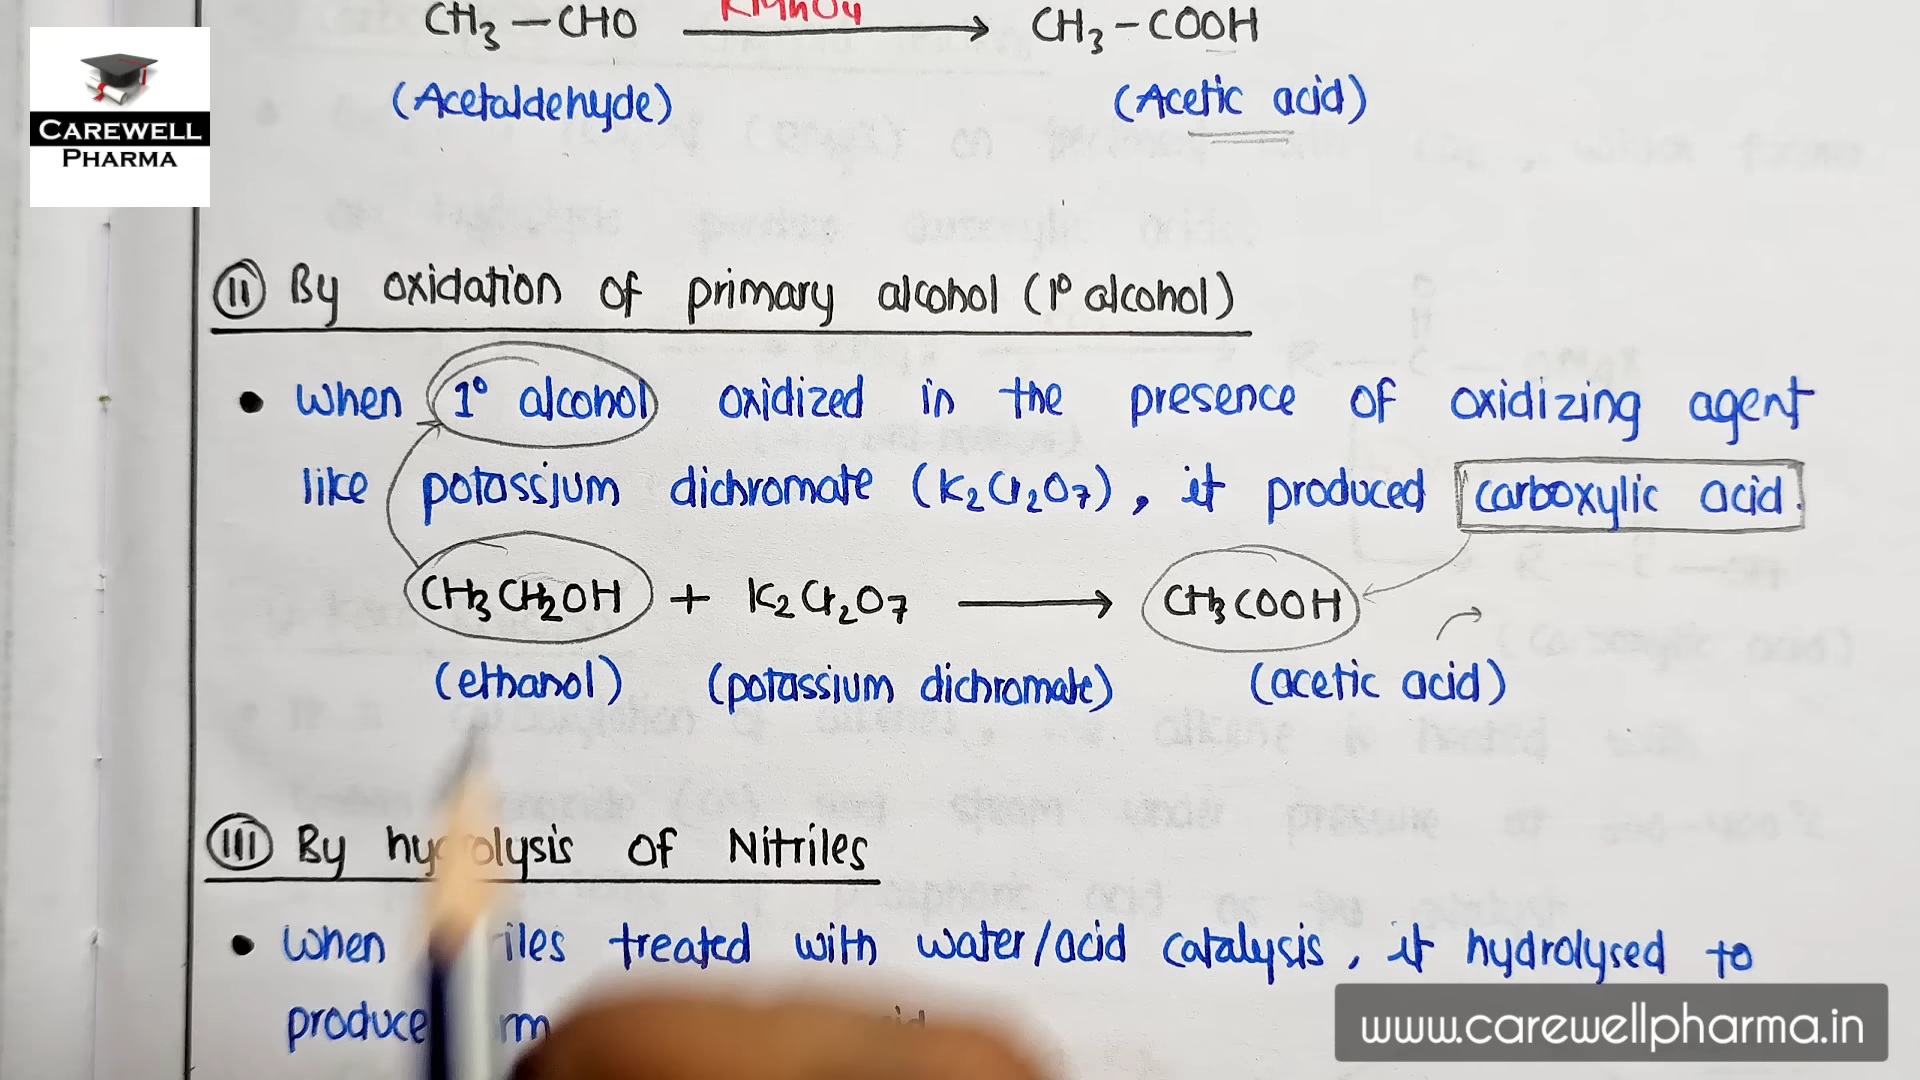 CH3-CHO KMnO4 → CH3-COOH
(Acetaldehyde) (Acetic acid)
CAREWELL
PHARMA
(II) By oxidation of primary alcohol (1° alcohol)
• When 1° alcohol oxidized in the presence of oxidizing agent
like potassium dichromate (K2Cr2O7), it produced carboxylic acid.
CH3CH2OH + K2Cr2O7 → CH3COOH
(ethanol) (potassium dichromate) (acetic acid)
(III) By hydrolysis of Nitriles
• When treated with water/acid catalysis, it hydrolysed to
produce
www.carewellpharma.in